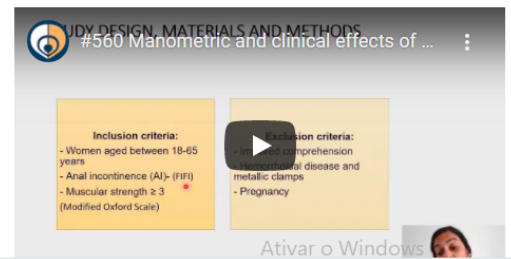 UDY DESIGN, MATERIALS AND METHODS
#560 Manometric and clinical effects of ...
Inclusion criteria:
- Women aged between 18-65
years
- Anal incontinence (AI)- (FIFI)
- Muscular strength ≥ 3
(Modified Oxford Scale)
Exclusion criteria:
comprehension
- Hemorrhoidal disease and
metallic clamps
- Pregnancy
Ativar o Windows